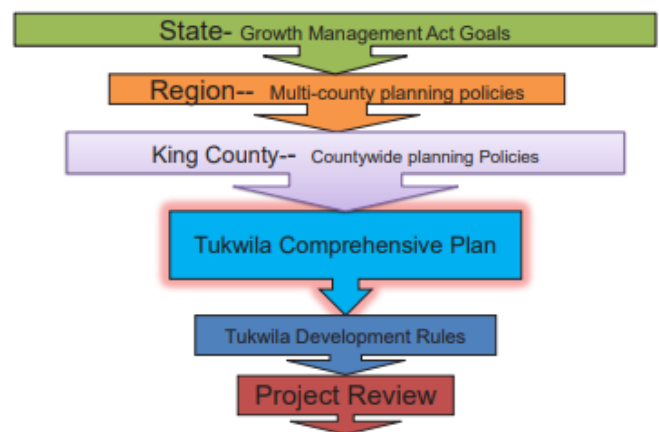 State- Growth Management Act Goals
Region-- Multi-county planning policies
King County-- Countywide planning Policies
Tukwila Comprehensive Plan
Tukwila Development Rules
Project Review